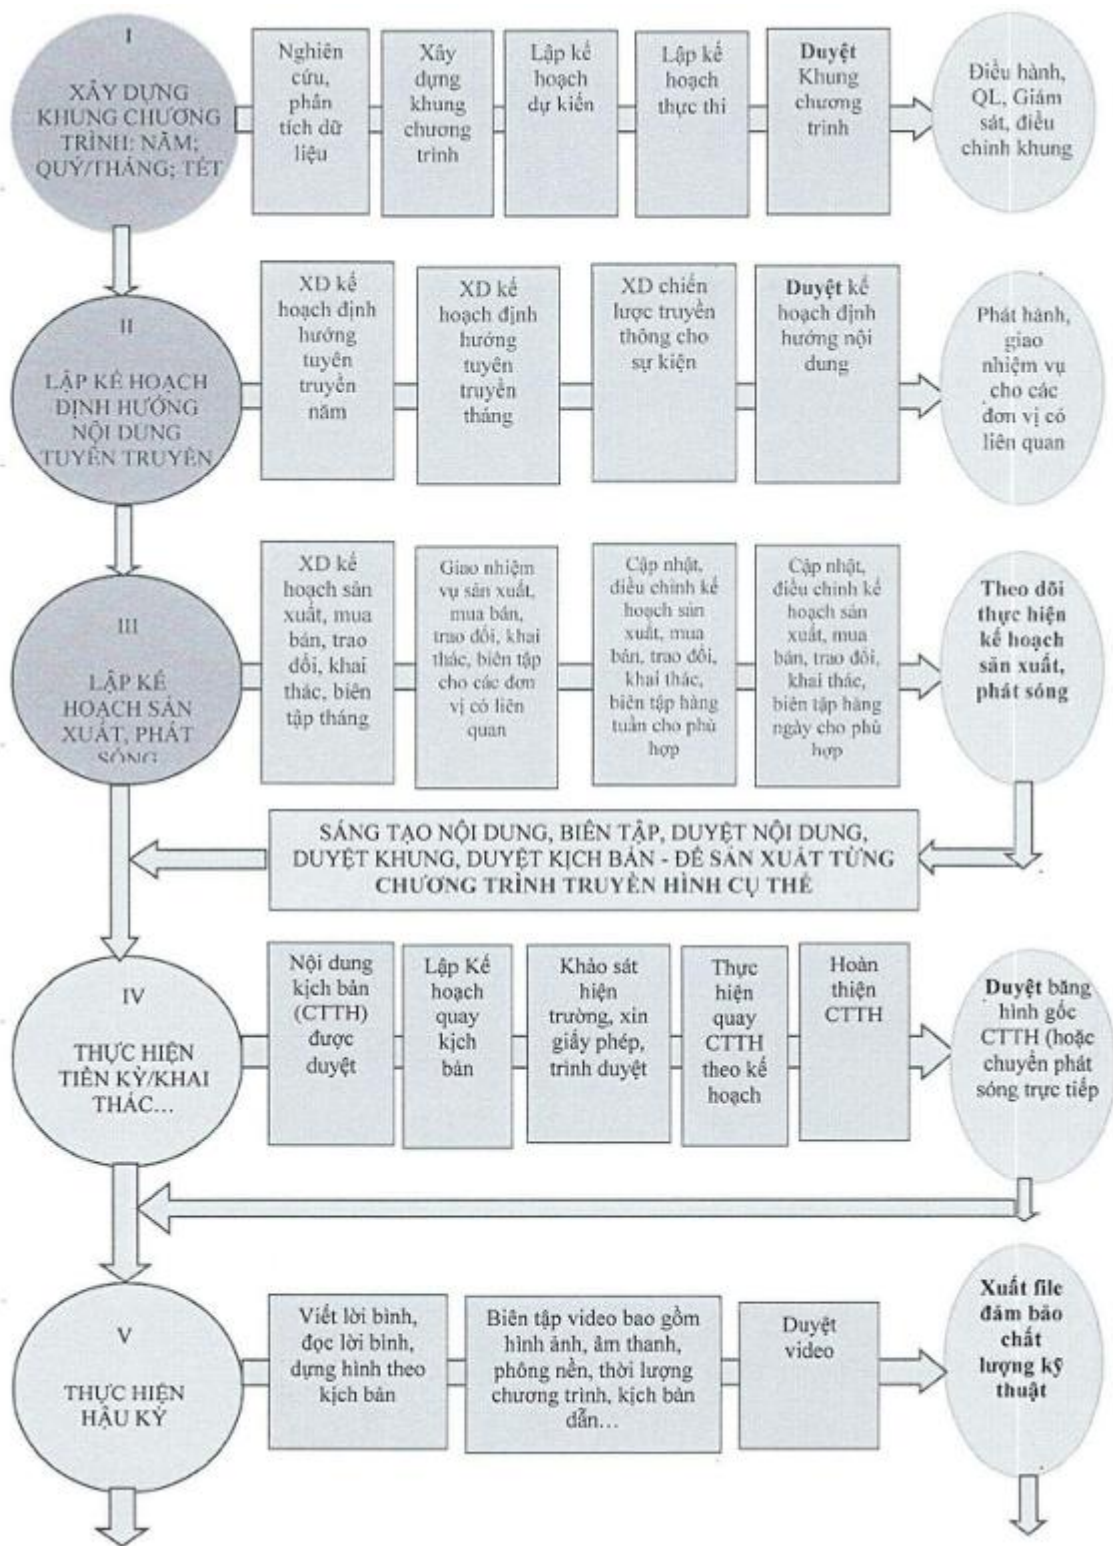 I
XÂY DỰNG
KHUNG CHƯƠNG
TRÌNH: NĂM;
QUÝ/THÁNG; TẾT
Nghiên
cứu,
phân
tích dữ
liệu
Xây
dựng
khung
chương
trình
Lập kế
hoạch
dự kiến
Lập kế
hoạch
thực thi
Duyệt
Khung
chương
trình
Điều hành,
QL, Giám
sát, điều
chỉnh khung
II
LẬP KẾ HOẠCH
ĐỊNH HƯỚNG
NỘI DUNG
TUYÊN TRUYỀN
XD kế
hoạch định
hướng
tuyên
truyền
năm
XD kế
hoạch định
hướng
tuyên
truyền
tháng
XD chiến
lược truyền
thông cho
sự kiện
Duyệt kế
hoạch định
hướng nội
dung
Phát hành,
giao
nhiệm vụ
cho các
đơn vị có
liên quan
III
LẬP KẾ
HOẠCH SẢN
XUẤT, PHÁT
SÓNG
XD kế
hoạch sản
xuất, mua
bán, trao
đổi, khai
thác, biên
tập tháng
Giao nhiệm
vụ sản xuất,
mua bán,
trao đổi, khai
thác, biên tập
cho các đơn
vị có liên
quan
Cập nhật,
điều chỉnh kế
hoạch sản
xuất, mua
bán, trao đổi,
khai thác,
biên tập hàng
tuần cho phù
hợp
Cập nhật,
điều chỉnh kế
hoạch sản
xuất, mua
bán, trao đổi,
khai thác,
biên tập hàng
ngày cho phù
hợp
Theo dõi
thực hiện
kế hoạch
sản xuất,
phát sóng
SÁNG TẠO NỘI DUNG, BIÊN TẬP, DUYỆT NỘI DUNG,
DUYỆT KHUNG, DUYỆT KỊCH BẢN - ĐỂ SẢN XUẤT TỪNG
CHƯƠNG TRÌNH TRUYỀN HÌNH CỤ THỂ
IV
THỰC HIỆN
TIỀN KỲ/KHAI
THÁC…
Nội dung
kịch bản
(CTTH)
được
duyệt
Lập Kế
hoạch
quay
kịch
bản
Khảo sát
hiện
trường, xin
giấy phép,
trình duyệt
Thực
hiện
quay
CTTH
theo kế
hoạch
Hoàn
thiện
CTTH
Duyệt băng
hình gốc
CTTH (hoặc
chuyển phát
sóng trực tiếp
V
THỰC HIỆN
HẬU KỲ
Viết lời bình,
đọc lời bình,
dựng hình theo
kịch bản
Biên tập video bao gồm
hình ảnh, âm thanh,
phông nền, thời lượng
chương trình, kịch bản
dẫn…
Duyệt
video
Xuất file
đảm bảo
chất
lượng kỹ
thuật